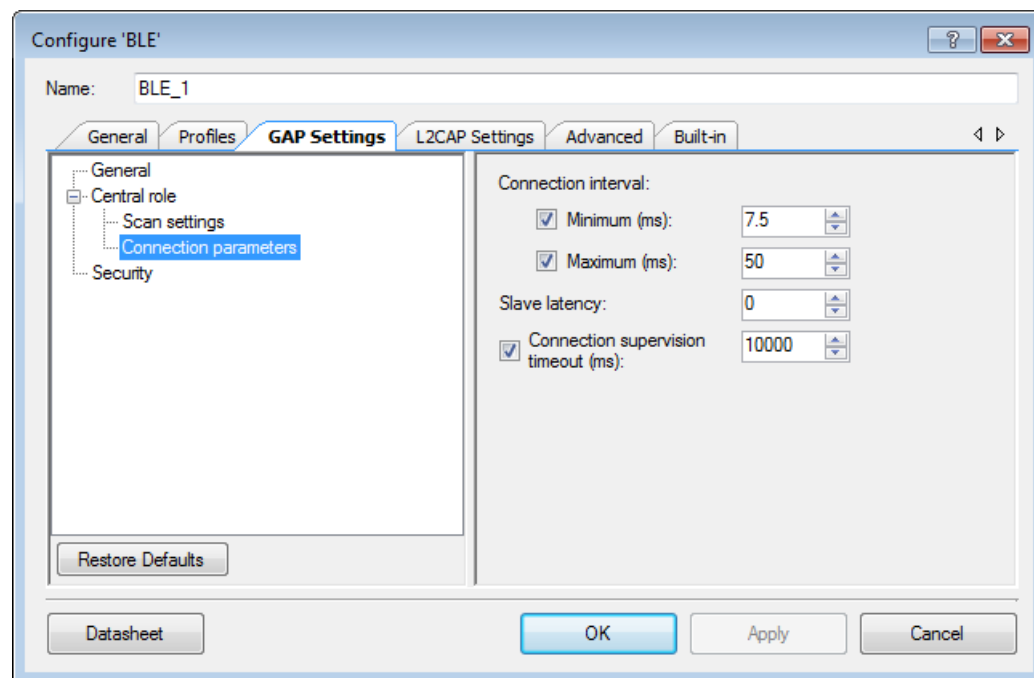 Configure 'BLE'
Name: BLE_1
General Profiles GAP Settings L2CAP Settings Advanced Built-in
General
Central role
Scan settings
Connection parameters
Security
Restore Defaults
Connection interval:
Minimum (ms): 7.5
Maximum (ms): 50
Slave latency: 0
Connection supervision
timeout (ms): 10000
Datasheet OK Apply Cancel